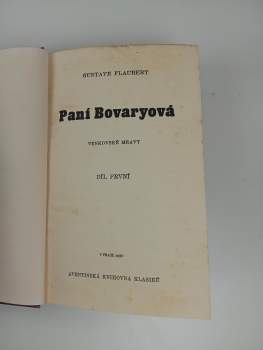 GUSTAVE FLAUBERT
Paní Bovaryová
VENKOVSKÉ MRAVY
DÍL PRVNÍ
V PRAZE
AVENTINSKÁ KNIHOVNA KLASIKŮ